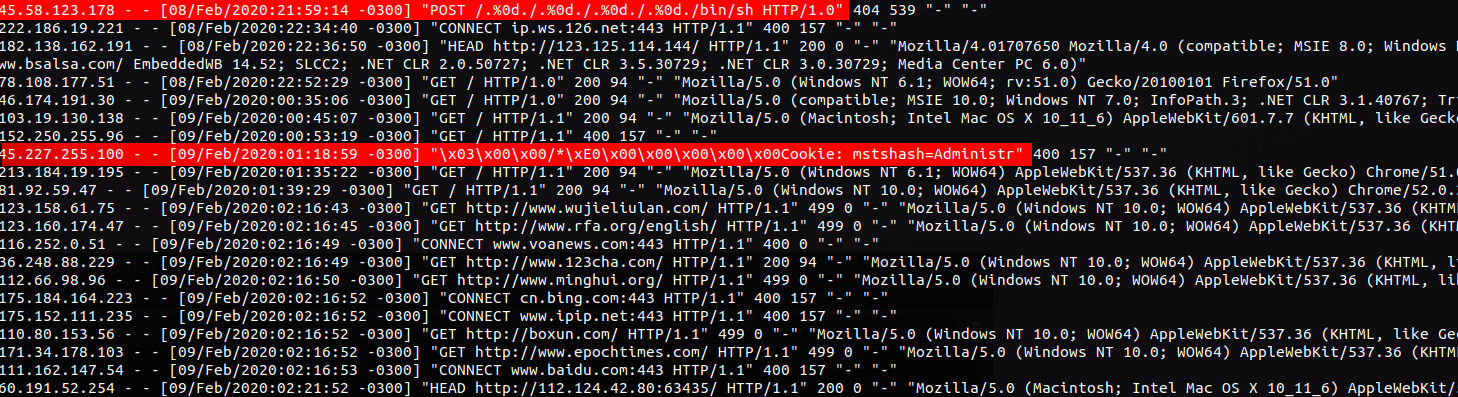 45.58.123.178 - - [08/Feb/2020:21:59:14 -0300] "POST /.%0d./.%0d./.%0d./.%0d./bin/sh HTTP/1.0" 404 539 "-" "-"
222.186.19.221 - - [08/Feb/2020:22:34:40 -0300] "CONNECT ip.ws.126.net:443 HTTP/1.1" 400 157 "-" "-"
182.138.162.191 - - [08/Feb/2020:22:36:50 -0300] "HEAD http://123.125.114.144/ HTTP/1.1" 200 0 "-" "Mozilla/4.01707650 Mozilla/4.0 (compatible; MSIE 8.0; Windows
ww.bsalsa.com/ EmbeddedWB 14.52; SLCC2; .NET CLR 2.0.50727; .NET CLR 3.5.30729; .NET CLR 3.0.30729; Media Center PC 6.0)"
78.108.177.51 - - [08/Feb/2020:22:52:29 -0300] "GET / HTTP/1.0" 200 94 "-" "Mozilla/5.0 (Windows NT 6.1; WOW64; rv:51.0) Gecko/20100101 Firefox/51.0"
46.174.191.30 - - [09/Feb/2020:00:35:06 -0300] "GET / HTTP/1.0" 200 94 "-" "Mozilla/5.0 (compatible; MSIE 10.0; Windows NT 7.0; InfoPath.3; .NET CLR 3.1.40767; Tr
103.19.130.138 - - [09/Feb/2020:00:45:07 -0300] "GET / HTTP/1.1" 200 94 "-" "Mozilla/5.0 (Macintosh; Intel Mac OS X 10_11_6) AppleWebKit/601.7.7 (KHTML, like Geck
152.250.255.96 - - [09/Feb/2020:00:53:19 -0300] "GET / HTTP/1.1" 400 157 "-" "-"
45.227.255.100 - - [09/Feb/2020:01:18:59 -0300] "\x03\x00\x00/*\xE0\x00\x00\x00\x00\x00Cookie: mstshash=Administr" 400 157 "-" "-"
213.184.19.195 - - [09/Feb/2020:01:35:22 -0300] "GET / HTTP/1.1" 200 94 "-" "Mozilla/5.0 (Windows NT 6.1; WOW64) AppleWebKit/537.36 (KHTML, like Gecko) Chrome/51.
81.92.59.47 - - [09/Feb/2020:01:39:29 -0300] "GET / HTTP/1.1" 200 94 "-" "Mozilla/5.0 (Windows NT 10.0; WOW64) AppleWebKit/537.36 (KHTML, like Gecko) Chrome/52.0.
123.158.61.75 - - [09/Feb/2020:02:16:43 -0300] "GET http://www.wujieliulan.com/ HTTP/1.1" 499 0 "-" "Mozilla/5.0 (Windows NT 10.0; WOW64) AppleWebKit/537.36 (KHTM
123.160.174.47 - - [09/Feb/2020:02:16:45 -0300] "GET http://www.rfa.org/english/ HTTP/1.1" 499 0 "-" "Mozilla/5.0 (Windows NT 10.0; WOW64) AppleWebKit/537.36 (KHT
116.252.0.51 - - [09/Feb/2020:02:16:49 -0300] "CONNECT www.voanews.com:443 HTTP/1.1" 400 0 "-" "-"
36.248.88.229 - - [09/Feb/2020:02:16:49 -0300] "GET http://www.123cha.com/ HTTP/1.1" 200 94 "-" "Mozilla/5.0 (Windows NT 10.0; WOW64) AppleWebKit/537.36 (KHTML, l
112.66.98.96 - - [09/Feb/2020:02:16:50 -0300] "GET http://www.minghui.org/ HTTP/1.1" 499 0 "-" "Mozilla/5.0 (Windows NT 10.0; WOW64) AppleWebKit/537.36 (KHTML, li
175.184.164.223 - - [09/Feb/2020:02:16:52 -0300] "CONNECT cn.bing.com:443 HTTP/1.1" 400 157 "-" "-"
175.152.111.235 - - [09/Feb/2020:02:16:52 -0300] "CONNECT www.ipip.net:443 HTTP/1.1" 400 157 "-" "-"
110.80.153.56 - - [09/Feb/2020:02:16:52 -0300] "GET http://boxun.com/ HTTP/1.1" 499 0 "-" "Mozilla/5.0 (Windows NT 10.0; WOW64) AppleWebKit/537.36 (KHTML, like Ge
171.34.178.103 - - [09/Feb/2020:02:16:52 -0300] "GET http://www.epochtimes.com/ HTTP/1.1" 499 0 "-" "Mozilla/5.0 (Windows NT 10.0; WOW64) AppleWebKit/537.36 (KHTM
111.162.147.54 - - [09/Feb/2020:02:16:53 -0300] "CONNECT www.baidu.com:443 HTTP/1.1" 400 157 "-" "-"
60.191.52.254 - - [09/Feb/2020:02:21:52 -0300] "HEAD http://112.124.42.80:63435/ HTTP/1.1" 200 0 "-" "Mozilla/5.0 (Macintosh; Intel Mac OS X 10_11_6) AppleWebKit/